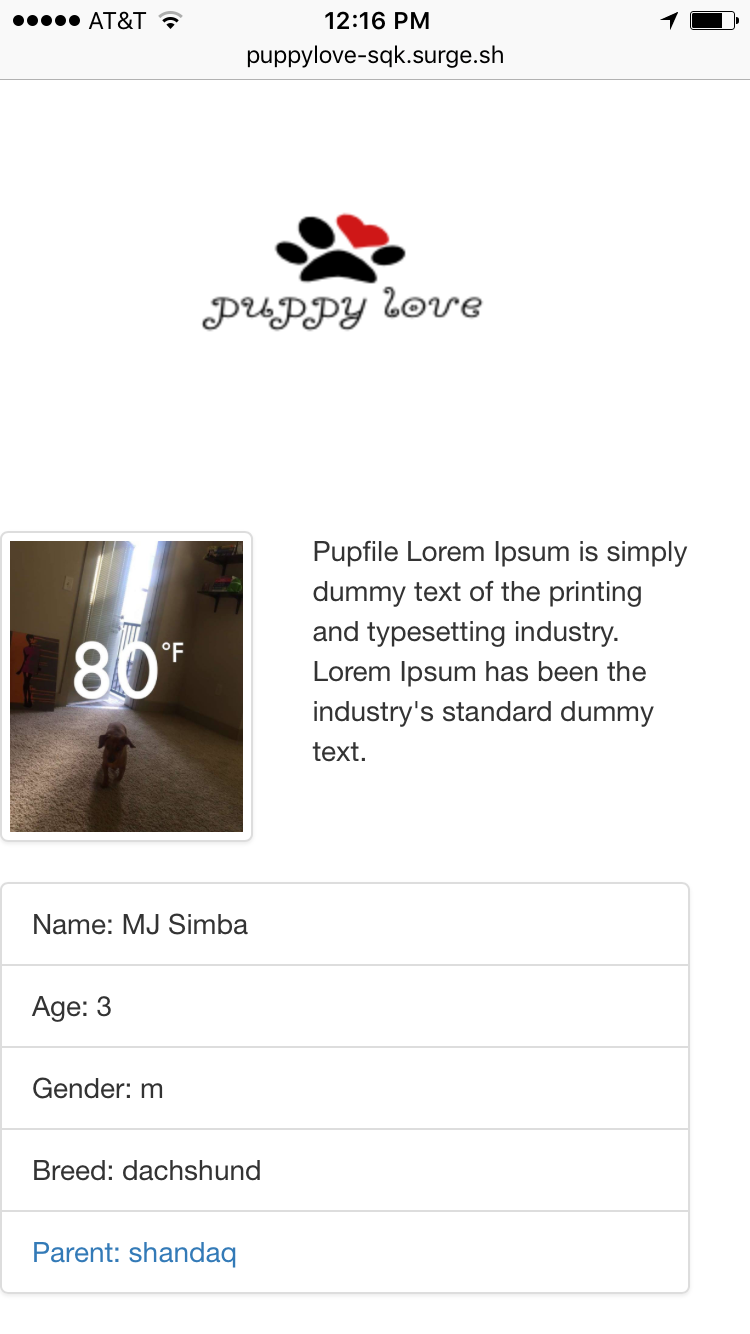 AT&T 12:16 PM
puppylove-sqk.surge.sh
puppy love
80°F
Pupfile Lorem Ipsum is simply
dummy text of the printing
and typesetting industry.
Lorem Ipsum has been the
industry's standard dummy
text.
Name: MJ Simba
Age: 3
Gender: m
Breed: dachshund
Parent: shandaq